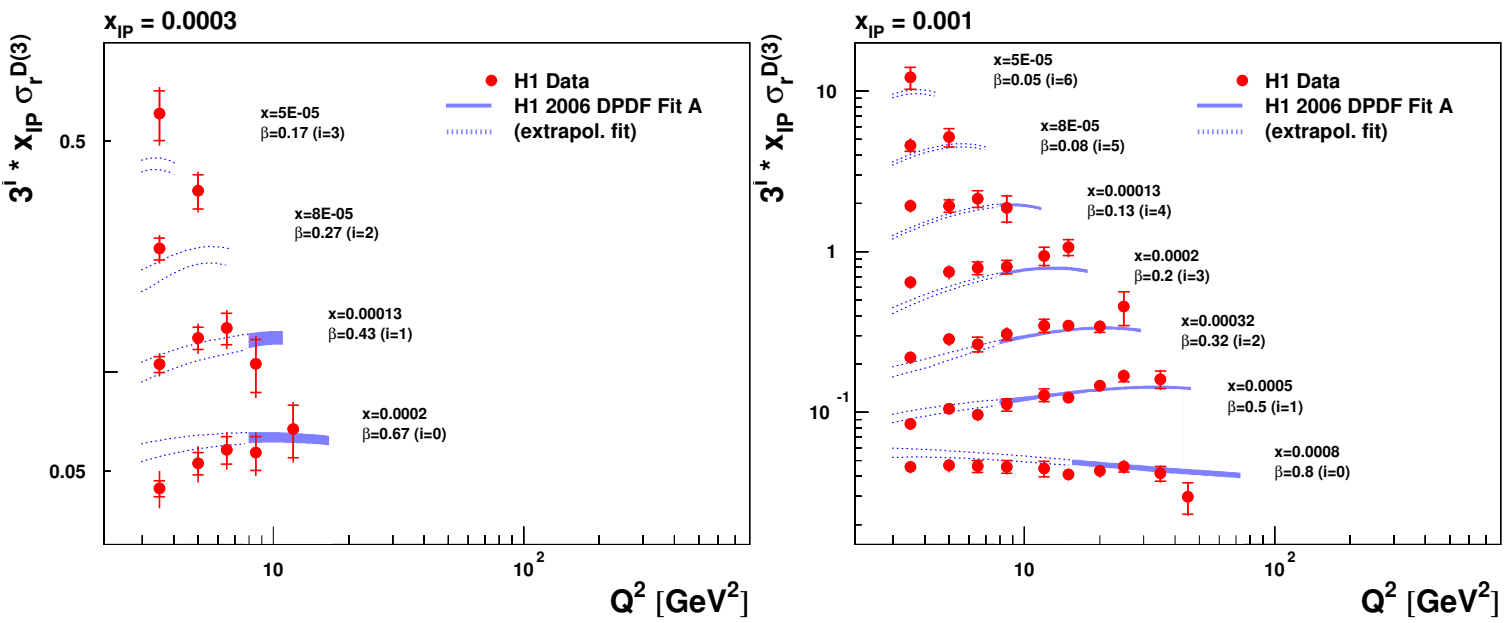 x_IP = 0.0003
3^i * x_IP σ_r^D(3)
H1 Data
H1 2006 DPDF Fit A
(extrapol. fit)
x=5E-05
β=0.17 (i=3)
x=8E-05
β=0.27 (i=2)
x=0.00013
β=0.43 (i=1)
x=0.0002
β=0.67 (i=0)
0.5
0.05
10
10^2
Q^2 [GeV^2]
x_IP = 0.001
3^i * x_IP σ_r^D(3)
H1 Data
H1 2006 DPDF Fit A
(extrapol. fit)
x=5E-05
β=0.05 (i=6)
x=8E-05
β=0.08 (i=5)
x=0.00013
β=0.13 (i=4)
x=0.0002
β=0.2 (i=3)
x=0.00032
β=0.32 (i=2)
x=0.0005
β=0.5 (i=1)
x=0.0008
β=0.8 (i=0)
10
1
10^-1
10
10^2
Q^2 [GeV^2]